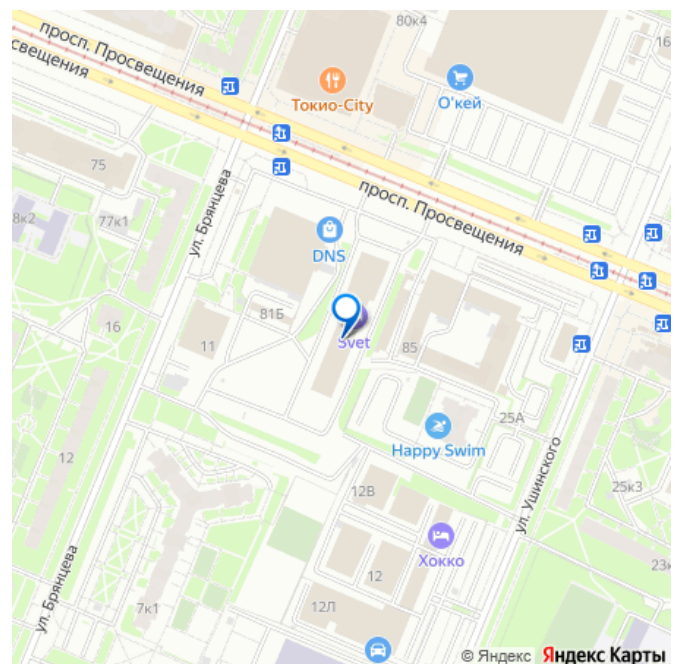 80к4
16
просп. Просвещения
свещения
Токио-City
О'кей
75
ул. Брянцева
просп. Просвещения
8к2
77к1
DNS
81Б
16
11
Svet
85
25А
Happy Swim
12
12В
ул. Ушинского
25к3
Хокко
ул. Брянцева
12
23к
7к1
12Л
© Яндекс Яндекс Карты